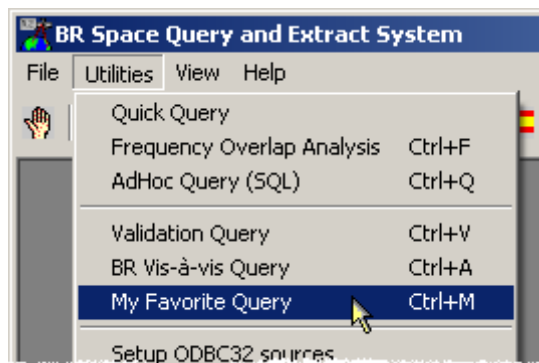 BR Space Query and Extract System
File Utilities View Help
Quick Query
Frequency Overlap Analysis Ctrl+F
AdHoc Query (SQL) Ctrl+Q
Validation Query Ctrl+V
BR Vis-à-vis Query Ctrl+A
My Favorite Query Ctrl+M
Setup ODBC32 sources